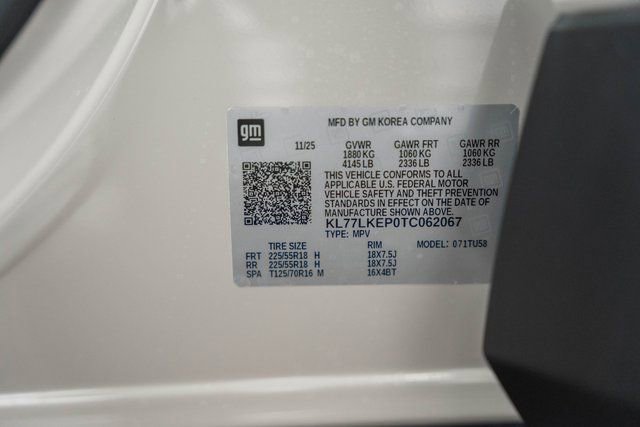 gm
MFD BY GM KOREA COMPANY
11/25 GVWR GAWR FRT GAWR RR
1880 KG 1060 KG 1060 KG
4145 LB 2336 LB 2336 LB
THIS VEHICLE CONFORMS TO ALL
APPLICABLE U.S. FEDERAL MOTOR
VEHICLE SAFETY AND THEFT PREVENTION
STANDARDS IN EFFECT ON THE DATE OF
MANUFACTURE SHOWN ABOVE.
KL77LKEP0TC062067
TYPE: MPV
TIRE SIZE RIM MODEL: 071TU58
FRT 225/55R18 H 18X7.5J
RR 225/55R18 H 18X7.5J
SPA T125/70R16 M 16X4BT